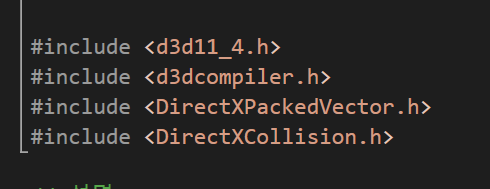 #include <d3d11_4.h>
#include <d3dcompiler.h>
#include <DirectXPackedVector.h>
#include <DirectXCollision.h>